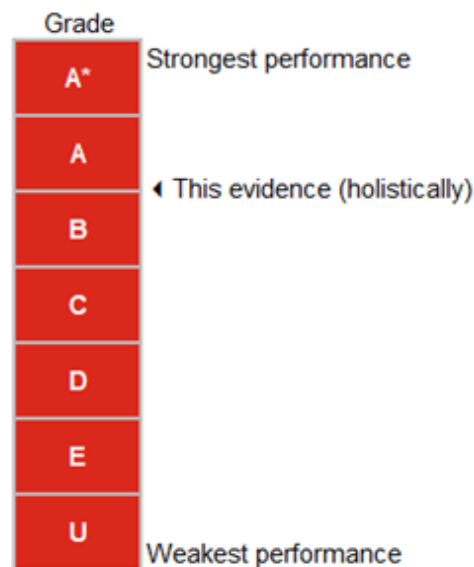 Grade
A*
Strongest performance
A
◄ This evidence (holistically)
B
C
D
E
U
Weakest performance